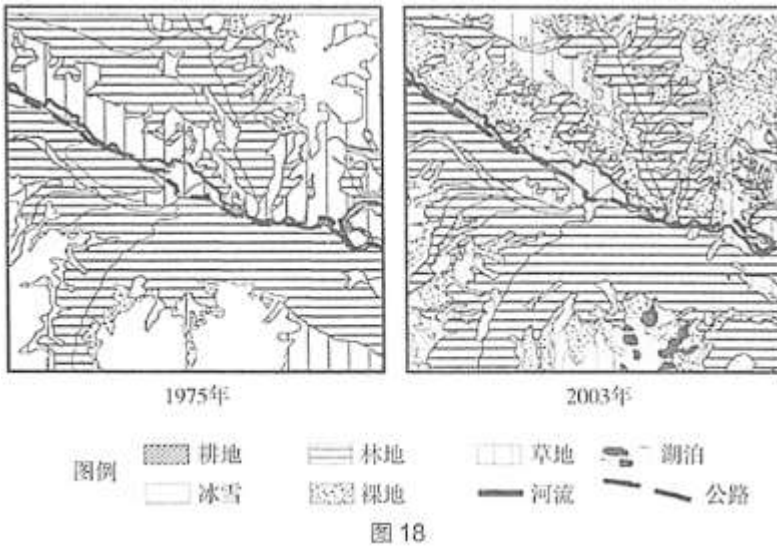 1975年 2003年
图例 耕地 林地 草地 湖泊
冰雪 裸地 河流 公路
图 18